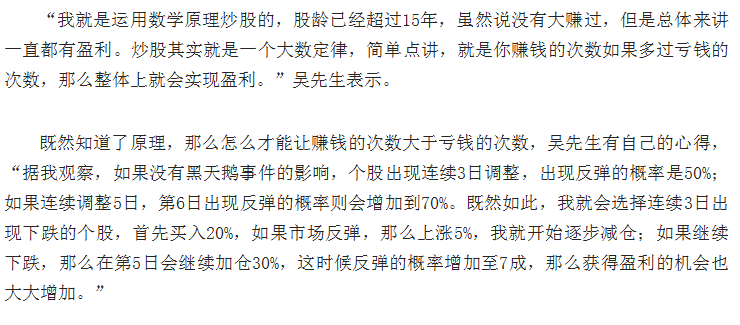 “我就是运用数学原理炒股的，股龄已经超过15年，虽然说没有大赚过，但是总体来讲
一直都有盈利。炒股其实就是一个大数定律，简单点讲，就是你赚钱的次数如果多过亏钱的
次数，那么整体上就会实现盈利。”吴先生表示。
既然知道了原理，那么怎么才能让赚钱的次数大于亏钱的次数，吴先生有自己的心得，
“据我观察，如果没有黑天鹅事件的影响，个股出现连续3日调整，出现反弹的概率是50%；
如果连续调整5日，第6日出现反弹的概率则会增加到70%。既然如此，我就会选择连续3日出
现下跌的个股，首先买入20%，如果市场反弹，那么上涨5%，我就开始逐步减仓；如果继续
下跌，那么在第5日会继续加仓30%，这时候反弹的概率增加至7成，那么获得盈利的机会也
大大增加。”